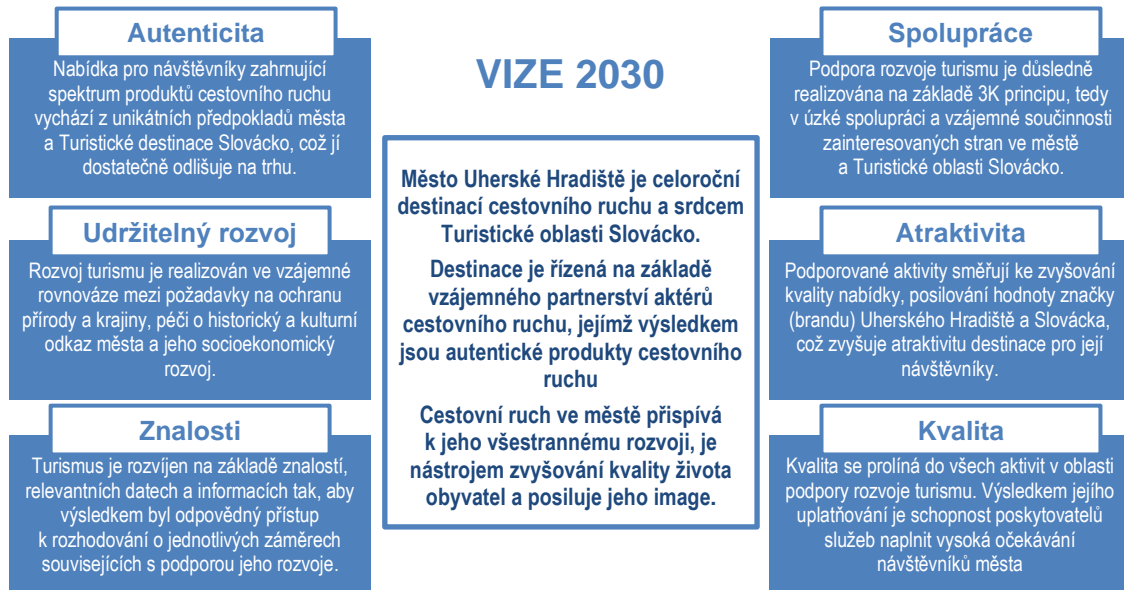 Autenticita
Nabídka pro návštěvníky zahrnující
spektrum produktů cestovního ruchu
vychází z unikátních předpokladů města
a Turistické destinace Slovácko, což jí
dostatečně odlišuje na trhu.
Udržitelný rozvoj
Rozvoj turismu je realizován ve vzájemné
rovnováze mezi požadavky na ochranu
přírody a krajiny, péči o historický a kulturní
odkaz města a jeho socioekonomický
rozvoj.
Znalosti
Turismus je rozvíjen na základě znalostí,
relevantních datech a informacích tak, aby
výsledkem byl odpovědný přístup
k rozhodování o jednotlivých záměrech
souvisejících s podporou jeho rozvoje.
VIZE 2030
Město Uherské Hradiště je celoroční
destinací cestovního ruchu a srdcem
Turistické oblasti Slovácko.
Destinace je řízená na základě
vzájemného partnerství aktérů
cestovního ruchu, jejímž výsledkem
jsou autentické produkty cestovního
ruchu
Cestovní ruch ve městě přispívá
k jeho všestrannému rozvoji, je
nástrojem zvyšování kvality života
obyvatel a posiluje jeho image.
Spolupráce
Podpora rozvoje turismu je důsledně
realizována na základě 3K principu, tedy
v úzké spolupráci a vzájemné součinnosti
zainteresovaných stran ve městě
a Turistické oblasti Slovácko.
Atraktivita
Podporované aktivity směřují ke zvyšování
kvality nabídky, posilování hodnoty značky
(brandu) Uherského Hradiště a Slovácka,
což zvyšuje atraktivitu destinace pro její
návštěvníky.
Kvalita
Kvalita se prolíná do všech aktivit v oblasti
podpory rozvoje turismu. Výsledkem jejího
uplatňování je schopnost poskytovatelů
služeb naplnit vysoká očekávání
návštěvníků města